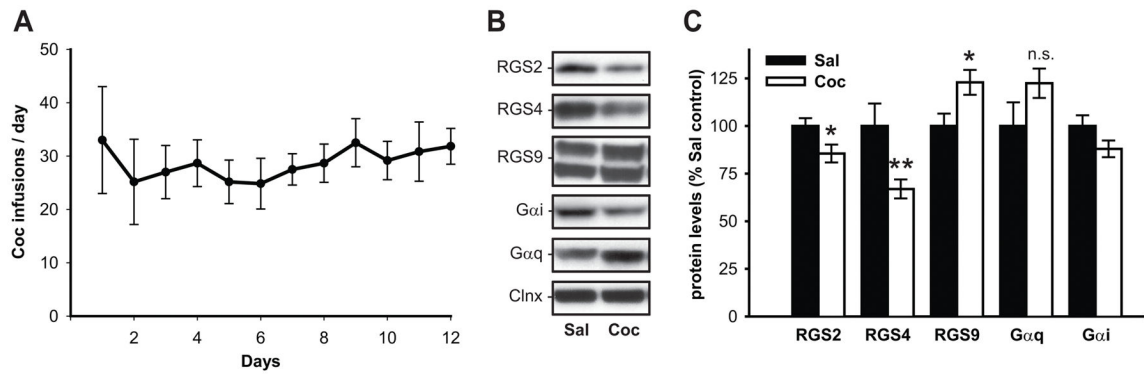 A
Coc infusions / day
50
40
30
20
10
0
2
4
6
8
10
12
Days
B
RGS2
RGS4
RGS9
Gαi
Gαq
Clnx
Sal Coc
C
protein levels (% Sal control)
Sal
Coc
125
100
75
50
25
0
*
**
*
n.s.
RGS2 RGS4 RGS9 Gαq Gαi